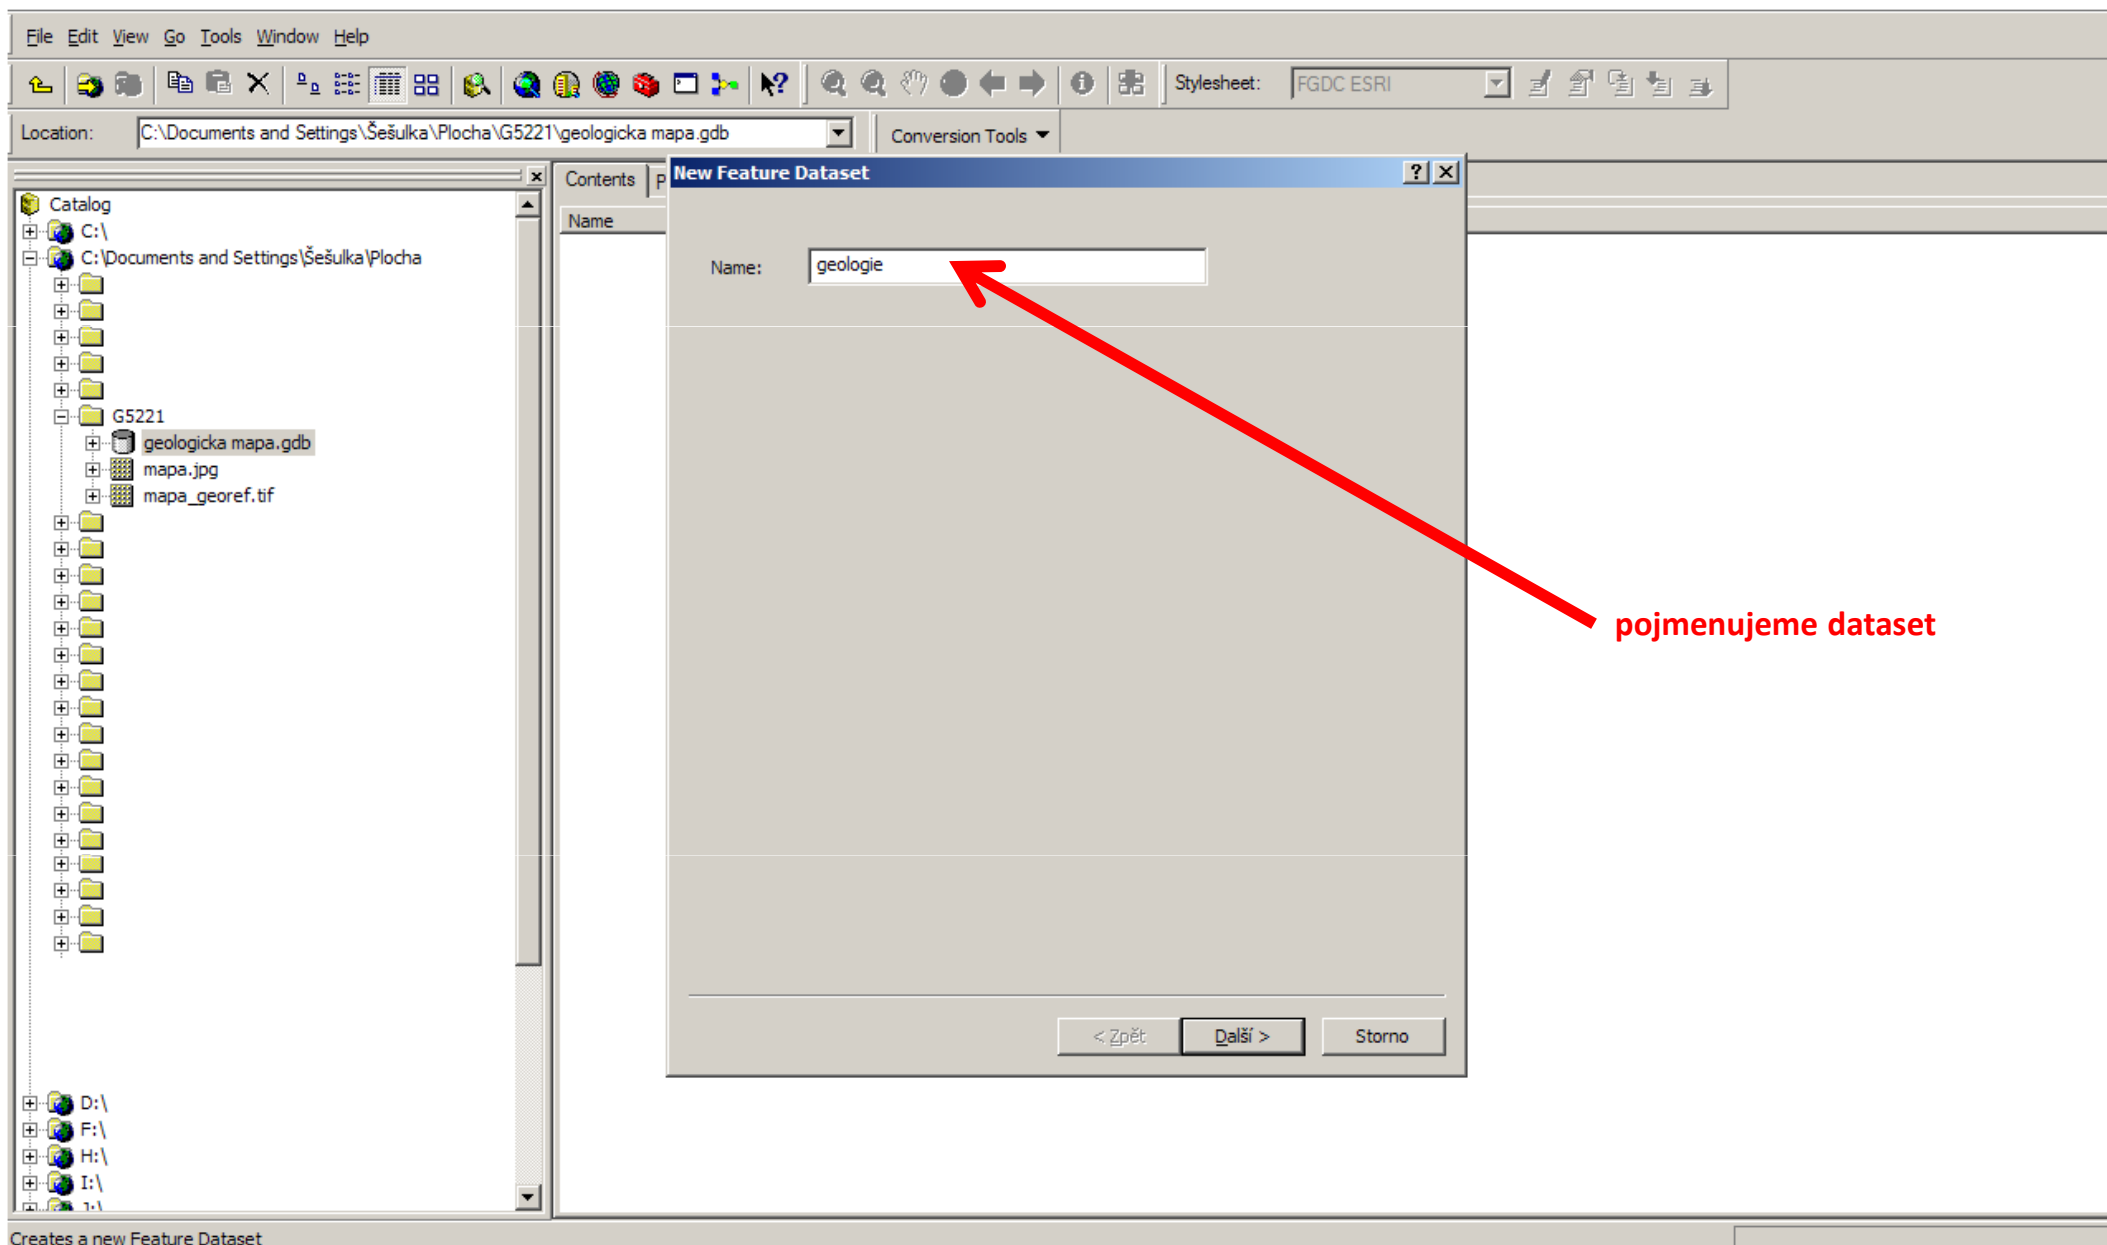 File Edit View Go Tools Window Help
Stylesheet: FGDC ESRI
Location: C:\Documents and Settings\Šešulka\Plocha\G5221\geologicka mapa.gdb Conversion Tools
Contents P
Name
Catalog
C:\
C:\Documents and Settings\Šešulka\Plocha
G5221
geologicka mapa.gdb
mapa.jpg
mapa_georef.tif
D:\
F:\
H:\
I:\
J:\
New Feature Dataset
Name: geologie
< Zpět Další > Storno
pojmenujeme dataset
Creates a new Feature Dataset